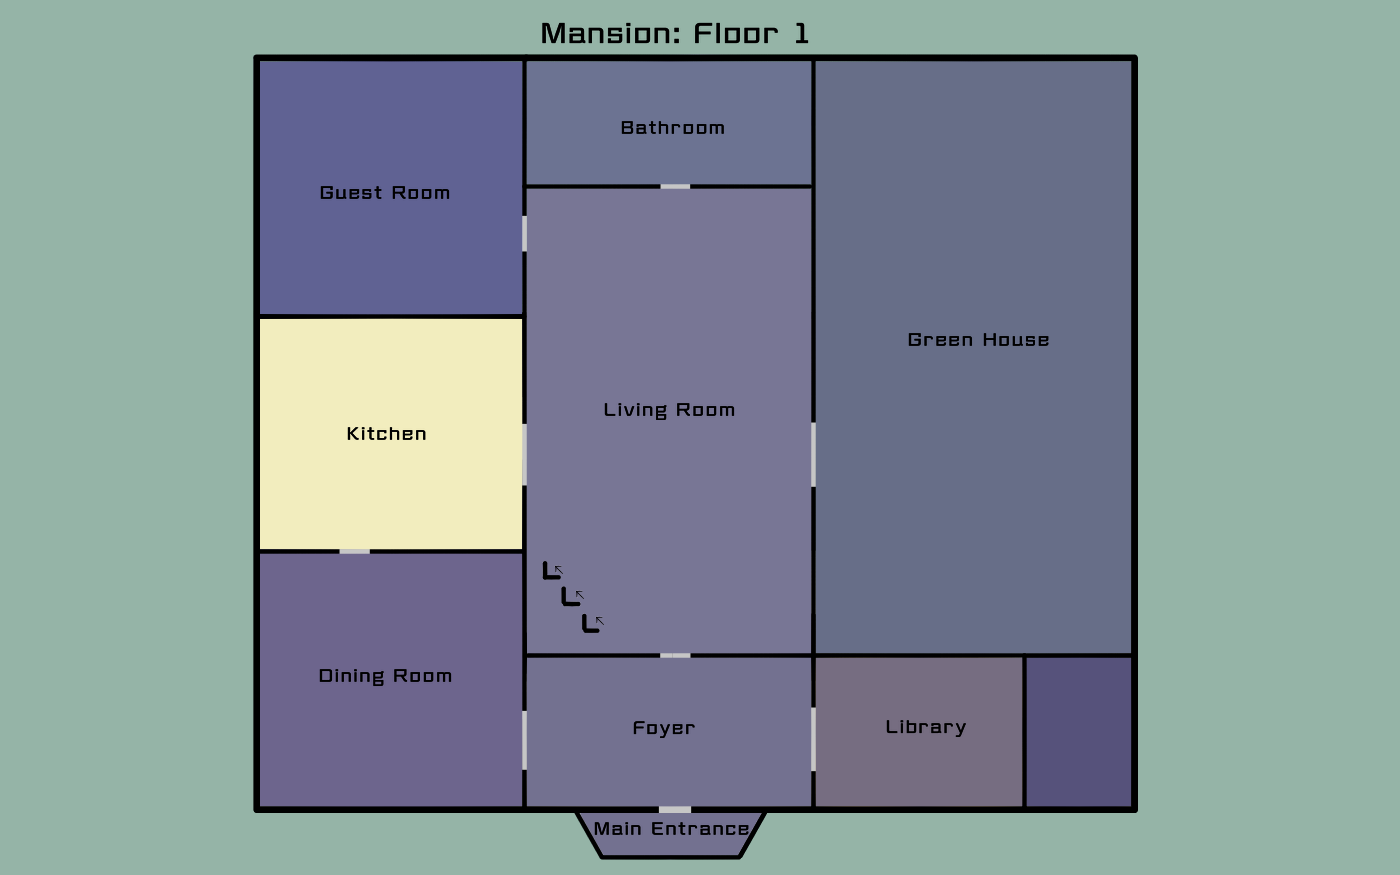 Mansion: Floor 1
Bathroom
Guest Room
Green House
Living Room
Kitchen
Dining Room
Foyer
Library
Main Entrance